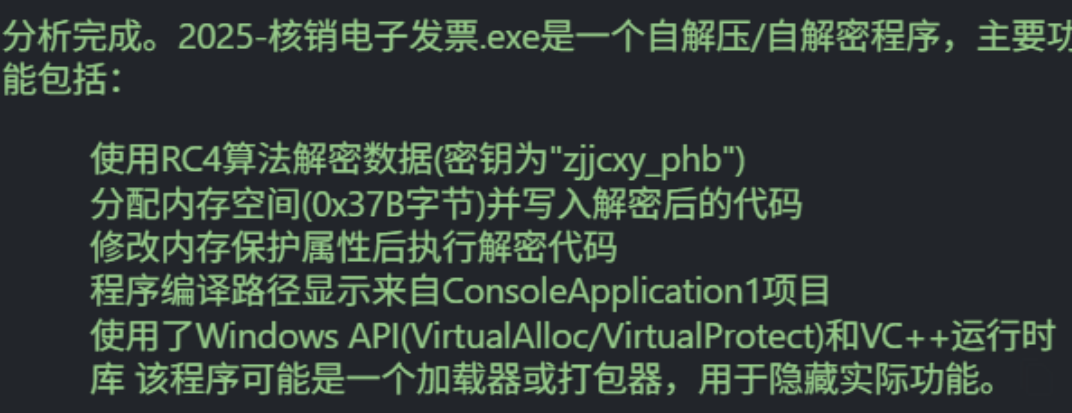 分析完成。2025-核销电子发票.exe是一个自解压/自解密程序，主要功
能包括：
使用RC4算法解密数据(密钥为"zjjcxy_phb")
分配内存空间(0x37B字节)并写入解密后的代码
修改内存保护属性后执行解密代码
程序编译路径显示来自ConsoleApplication1项目
使用了Windows API(VirtualAlloc/VirtualProtect)和VC++运行时
库 该程序可能是一个加载器或打包器，用于隐藏实际功能。